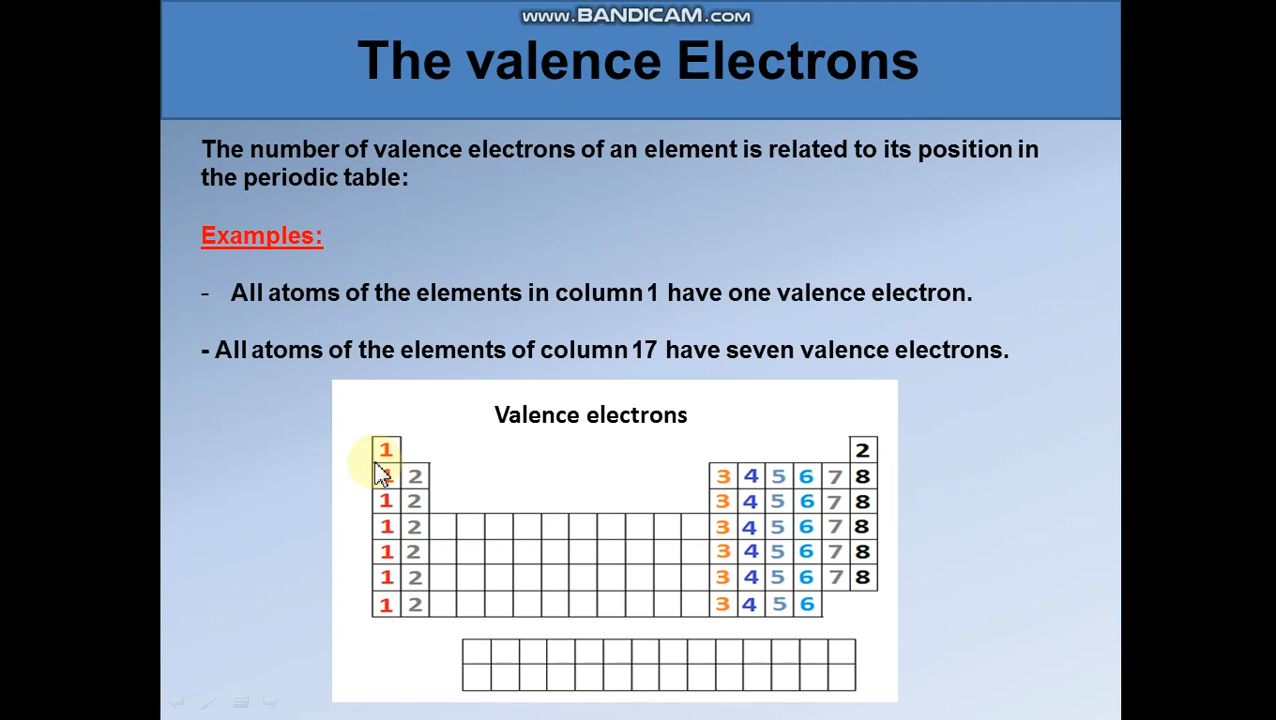 www.BANDICAM.com
The valence Electrons
The number of valence electrons of an element is related to its position in
the periodic table:
Examples:
- All atoms of the elements in column 1 have one valence electron.
- All atoms of the elements of column 17 have seven valence electrons.
Valence electrons
1 2
1 2 3 4 5 6 7 8
1 2 3 4 5 6 7 8
1 2 3 4 5 6 7 8
1 2 3 4 5 6 7 8
1 2 3 4 5 6 7 8
1 2 3 4 5 6